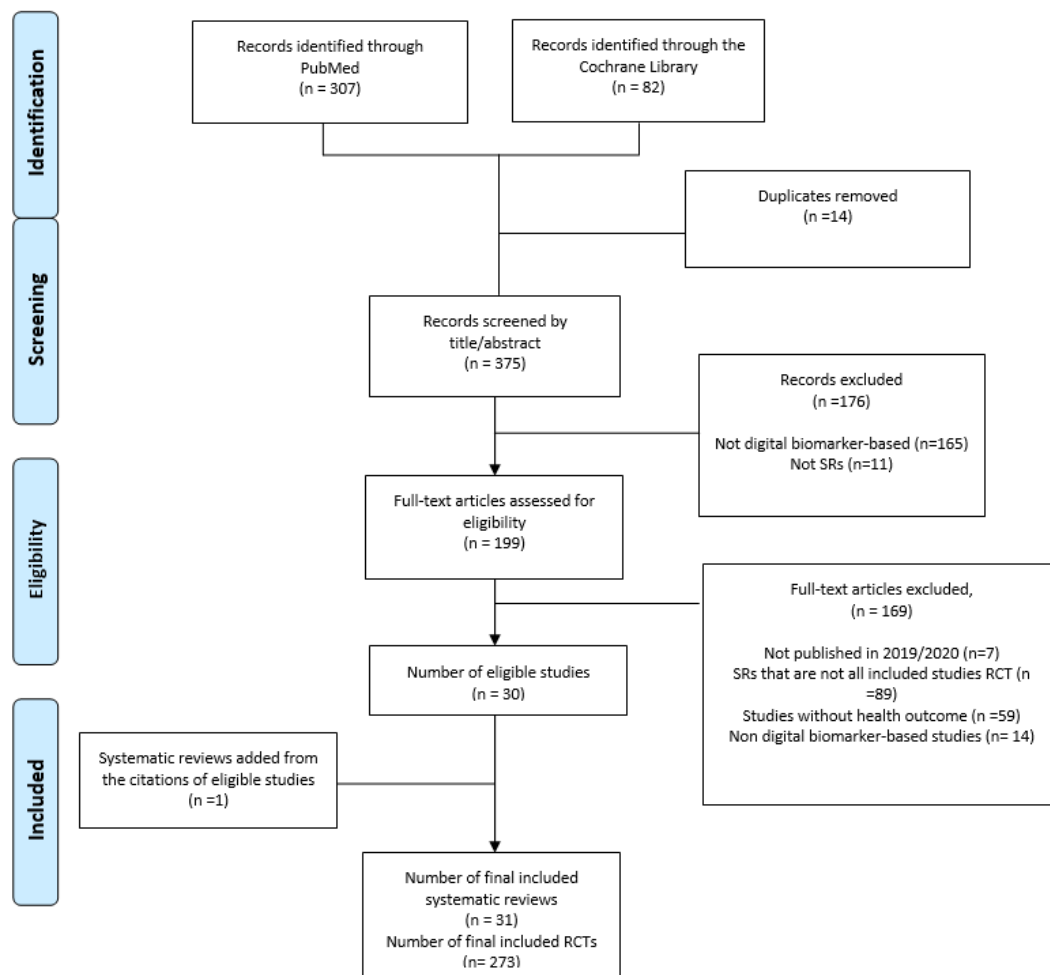 Identification
Records identified through
PubMed
(n = 307)
Records identified through the
Cochrane Library
(n = 82)
Duplicates removed
(n =14)
Screening
Records screened by
title/abstract
(n = 375)
Records excluded
(n =176)
Not digital biomarker-based (n=165)
Not SRs (n=11)
Eligibility
Full-text articles assessed for
eligibility
(n = 199)
Full-text articles excluded,
(n = 169)
Not published in 2019/2020 (n=7)
SRs that are not all included studies RCT (n
=89)
Studies without health outcome (n =59)
Non digital biomarker-based studies (n= 14)
Number of eligible studies
(n = 30)
Included
Systematic reviews added from
the citations of eligible studies
(n =1)
Number of final included
systematic reviews
(n = 31)
Number of final included RCTs
(n= 273)